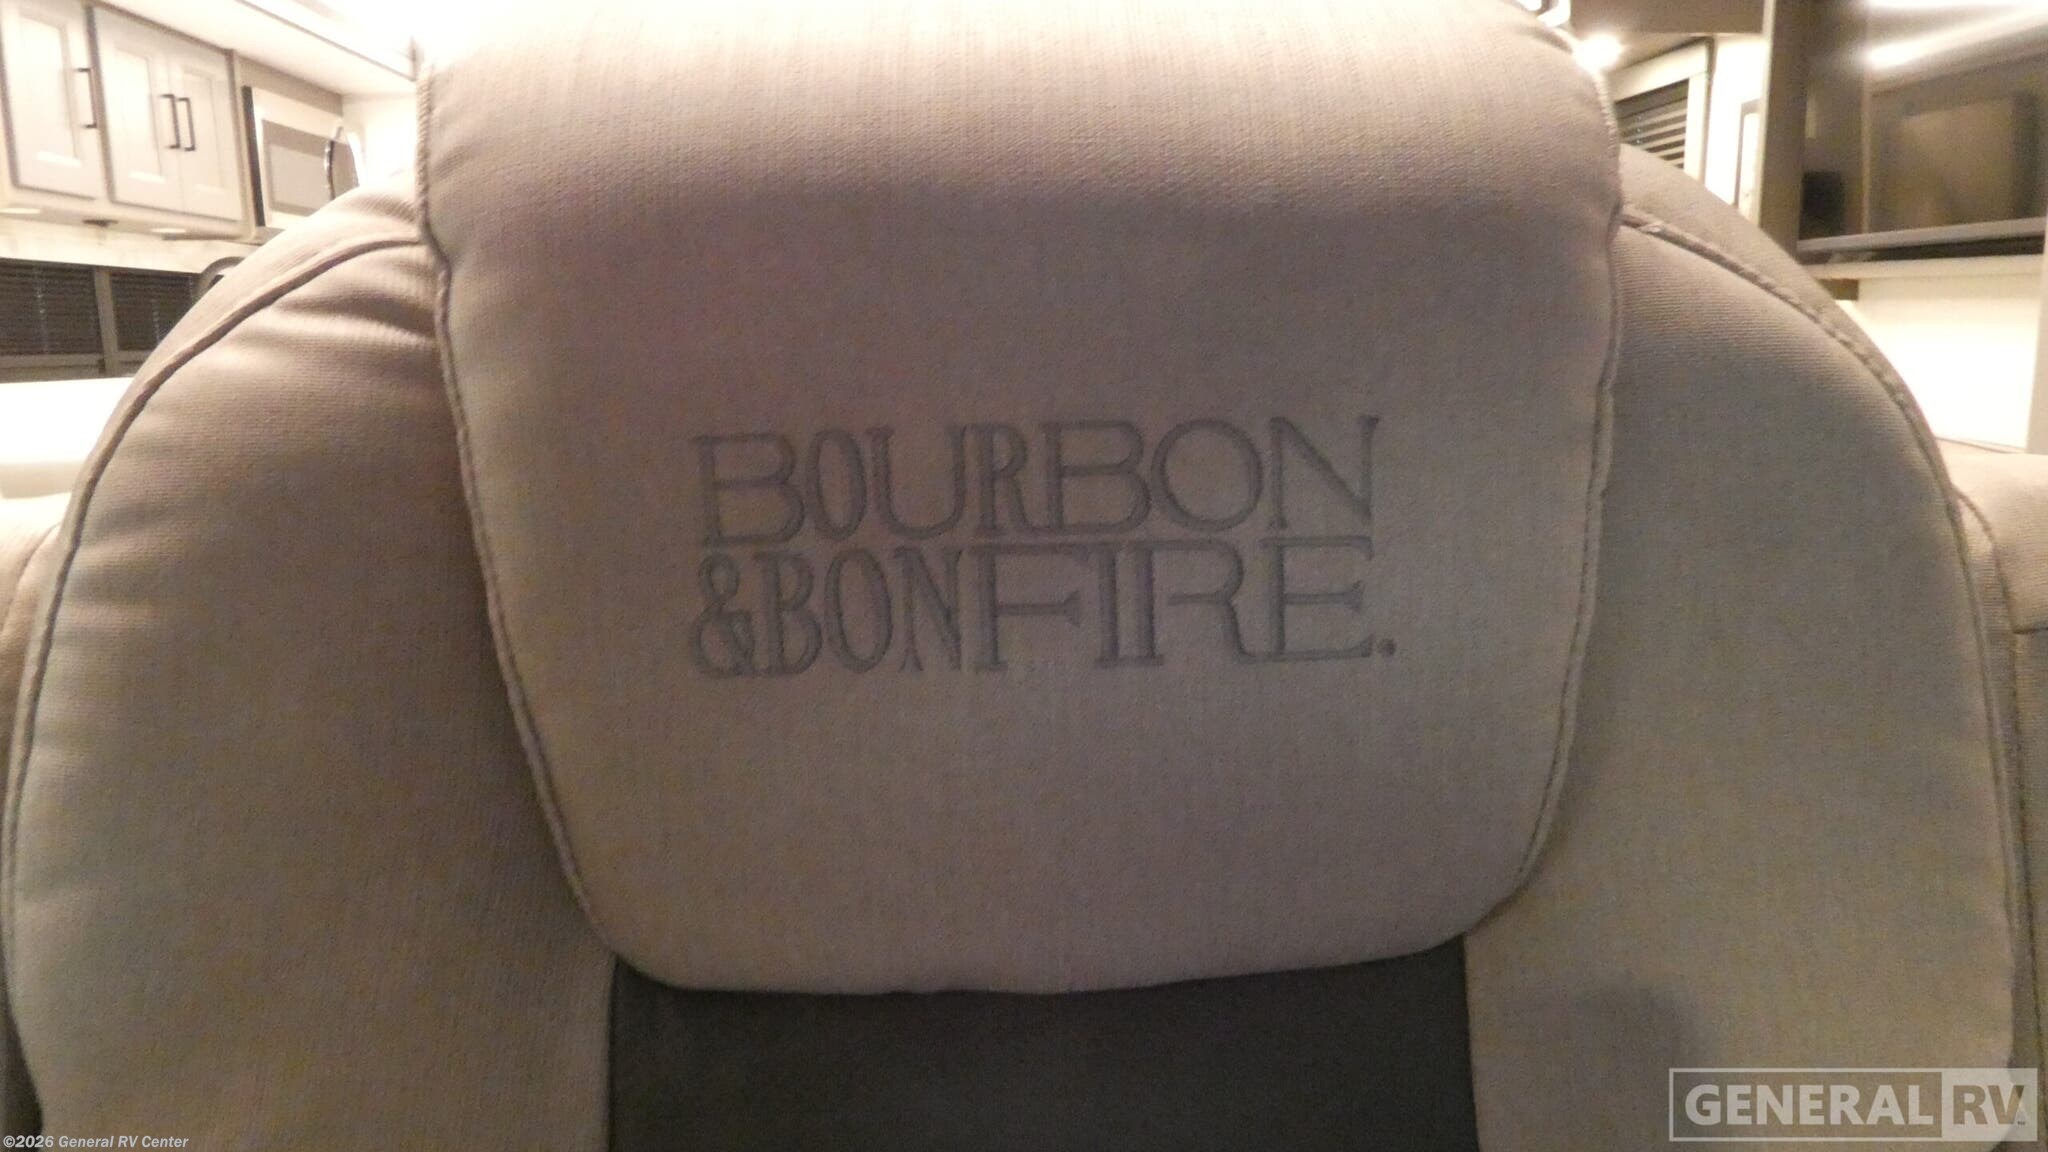 BOURBON
&BONFIRE.
GENERAL RV
©2026 General RV Center